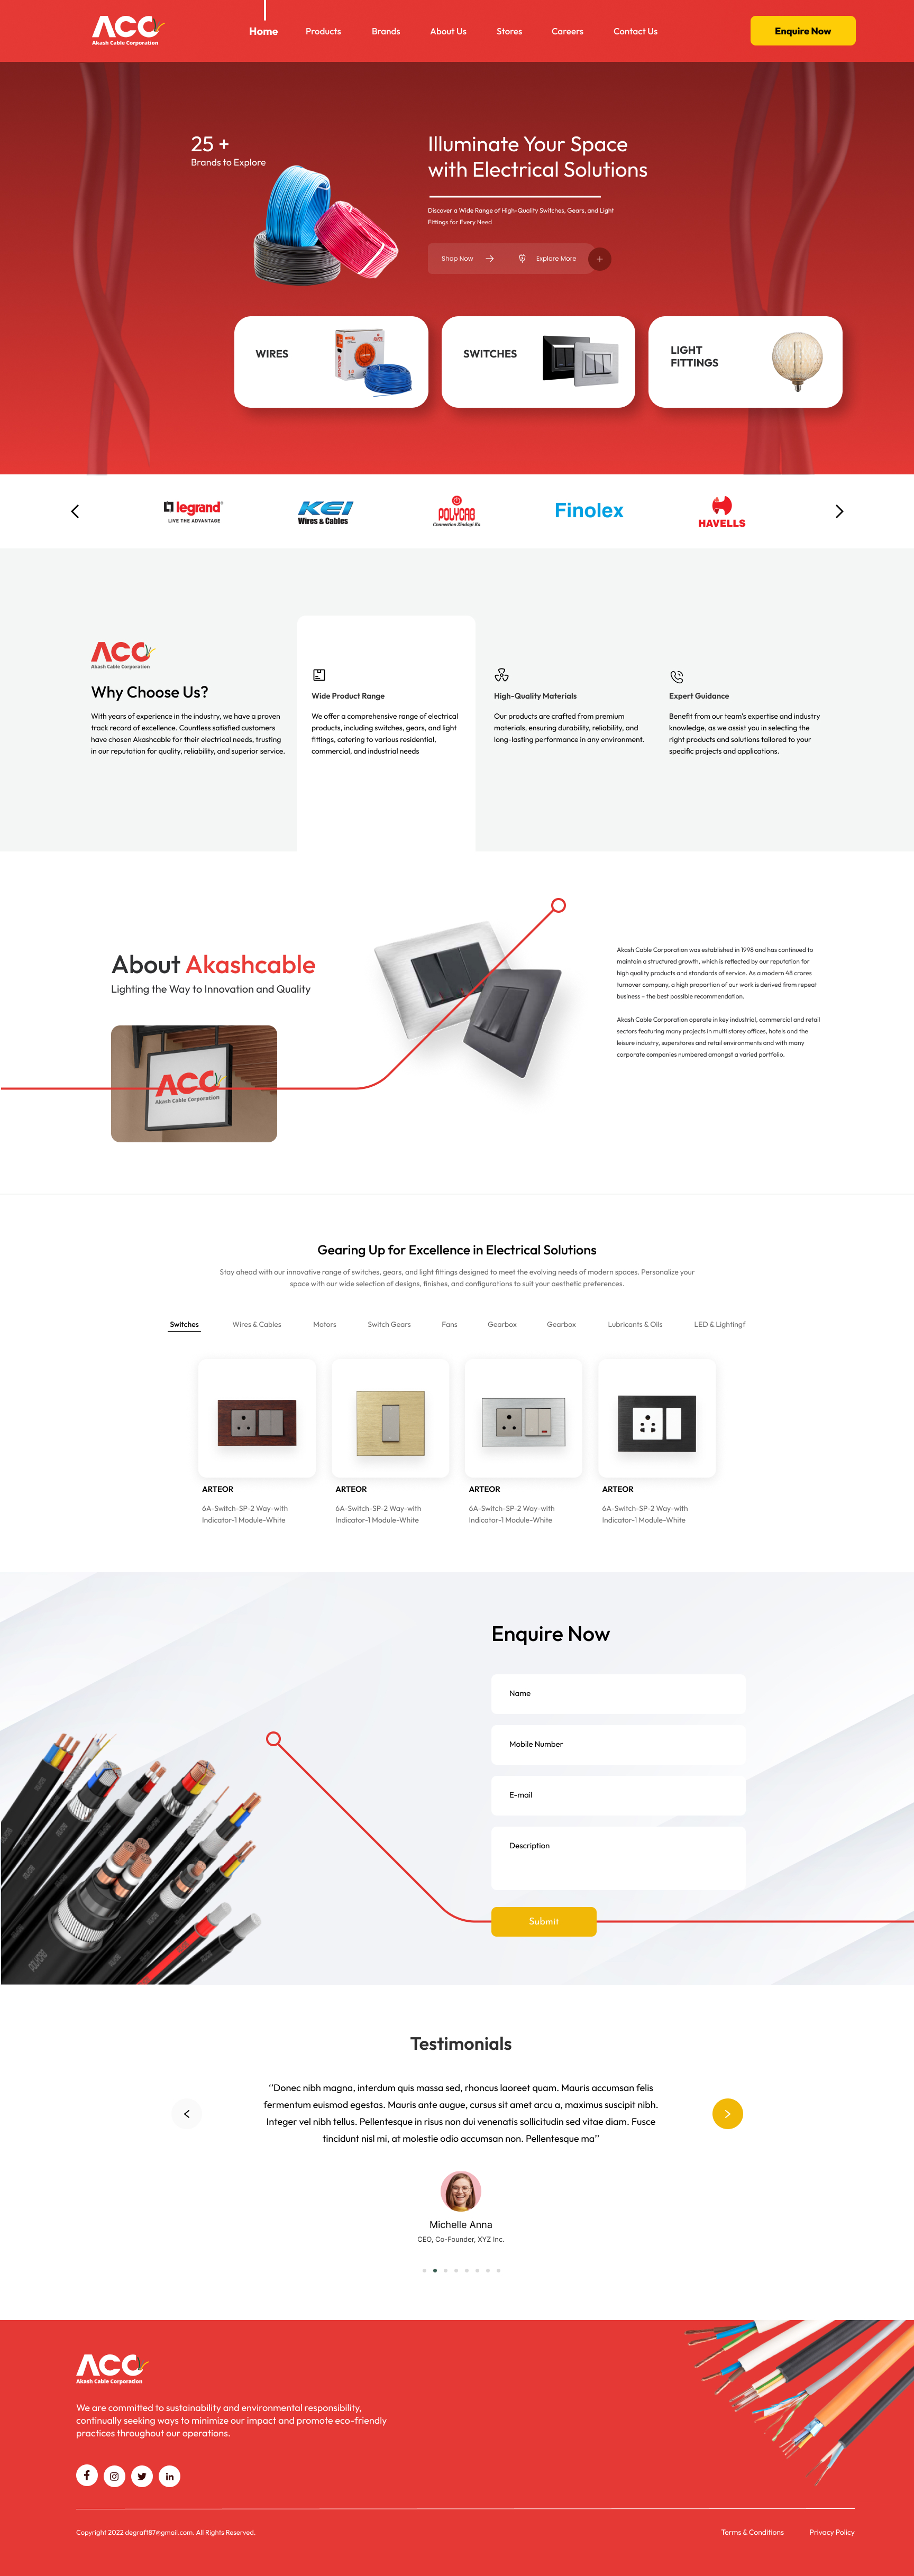 ACC
Akash Cable Corporation
Home
Products
Brands
About Us
Stores
Careers
Contact Us
Enquire Now
25 +
Brands to Explore
Illuminate Your Space
with Electrical Solutions
Discover a Wide Range of High-Quality Switches, Gears, and Light
Fittings for Every Need
Shop Now
Explore More
WIRES
SWITCHES
LIGHT
FITTINGS
legrand
LIVE THE ADVANTAGE
KEI
Wires & Cables
POLYCAB
Connection Zindagi Ka
Finolex
HAVELLS
ACC
Akash Cable Corporation
Why Choose Us?
With years of experience in the industry, we have a proven
track record of excellence. Countless satisfied customers
have chosen Akashcable for their electrical needs, trusting
in our reputation for quality, reliability, and superior service.
Wide Product Range
We offer a comprehensive range of electrical
products, including switches, gears, and light
fittings, catering to various residential,
commercial, and industrial needs
High-Quality Materials
Our products are crafted from premium
materials, ensuring durability, reliability, and
long-lasting performance in any environment.
Expert Guidance
Benefit from our team's expertise and industry
knowledge, as we assist you in selecting the
right products and solutions tailored to your
specific projects and applications.
About Akashcable
Lighting the Way to Innovation and Quality
ACC
Akash Cable Corporation
Akash Cable Corporation was established in 1998 and has continued to
maintain a structured growth, which is reflected by our reputation for
high quality products and standards of service. As a modern 48 crores
turnover company, a high proportion of our work is derived from repeat
business – the best possible recommendation.
Akash Cable Corporation operate in key industrial, commercial and retail
sectors featuring many projects in multi storey offices, hotels and the
leisure industry, superstores and retail environments and with many
corporate companies numbered amongst a varied portfolio.
Gearing Up for Excellence in Electrical Solutions
Stay ahead with our innovative range of switches, gears, and light fittings designed to meet the evolving needs of modern spaces. Personalize your
space with our wide selection of designs, finishes, and configurations to suit your aesthetic preferences.
Switches
Wires & Cables
Motors
Switch Gears
Fans
Gearbox
Gearbox
Lubricants & Oils
LED & Lightingf
ARTEOR
6A-Switch-SP-2 Way-with
Indicator-1 Module-White
ARTEOR
6A-Switch-SP-2 Way-with
Indicator-1 Module-White
ARTEOR
6A-Switch-SP-2 Way-with
Indicator-1 Module-White
ARTEOR
6A-Switch-SP-2 Way-with
Indicator-1 Module-White
Enquire Now
Name
Mobile Number
E-mail
Description
Submit
Testimonials
‘’Donec nibh magna, interdum quis massa sed, rhoncus laoreet quam. Mauris accumsan felis
fermentum euismod egestas. Mauris ante augue, cursus sit amet arcu a, maximus suscipit nibh.
Integer vel nibh tellus. Pellentesque in risus non dui venenatis sollicitudin sed vitae diam. Fusce
tincidunt nisl mi, at molestie odio accumsan non. Pellentesque ma’’
Michelle Anna
CEO, Co-Founder, XYZ Inc.
ACC
Akash Cable Corporation
We are committed to sustainability and environmental responsibility,
continually seeking ways to minimize our impact and promote eco-friendly
practices throughout our operations.
Copyright 2022 degraft87@gmail.com. All Rights Reserved.
Terms & Conditions
Privacy Policy